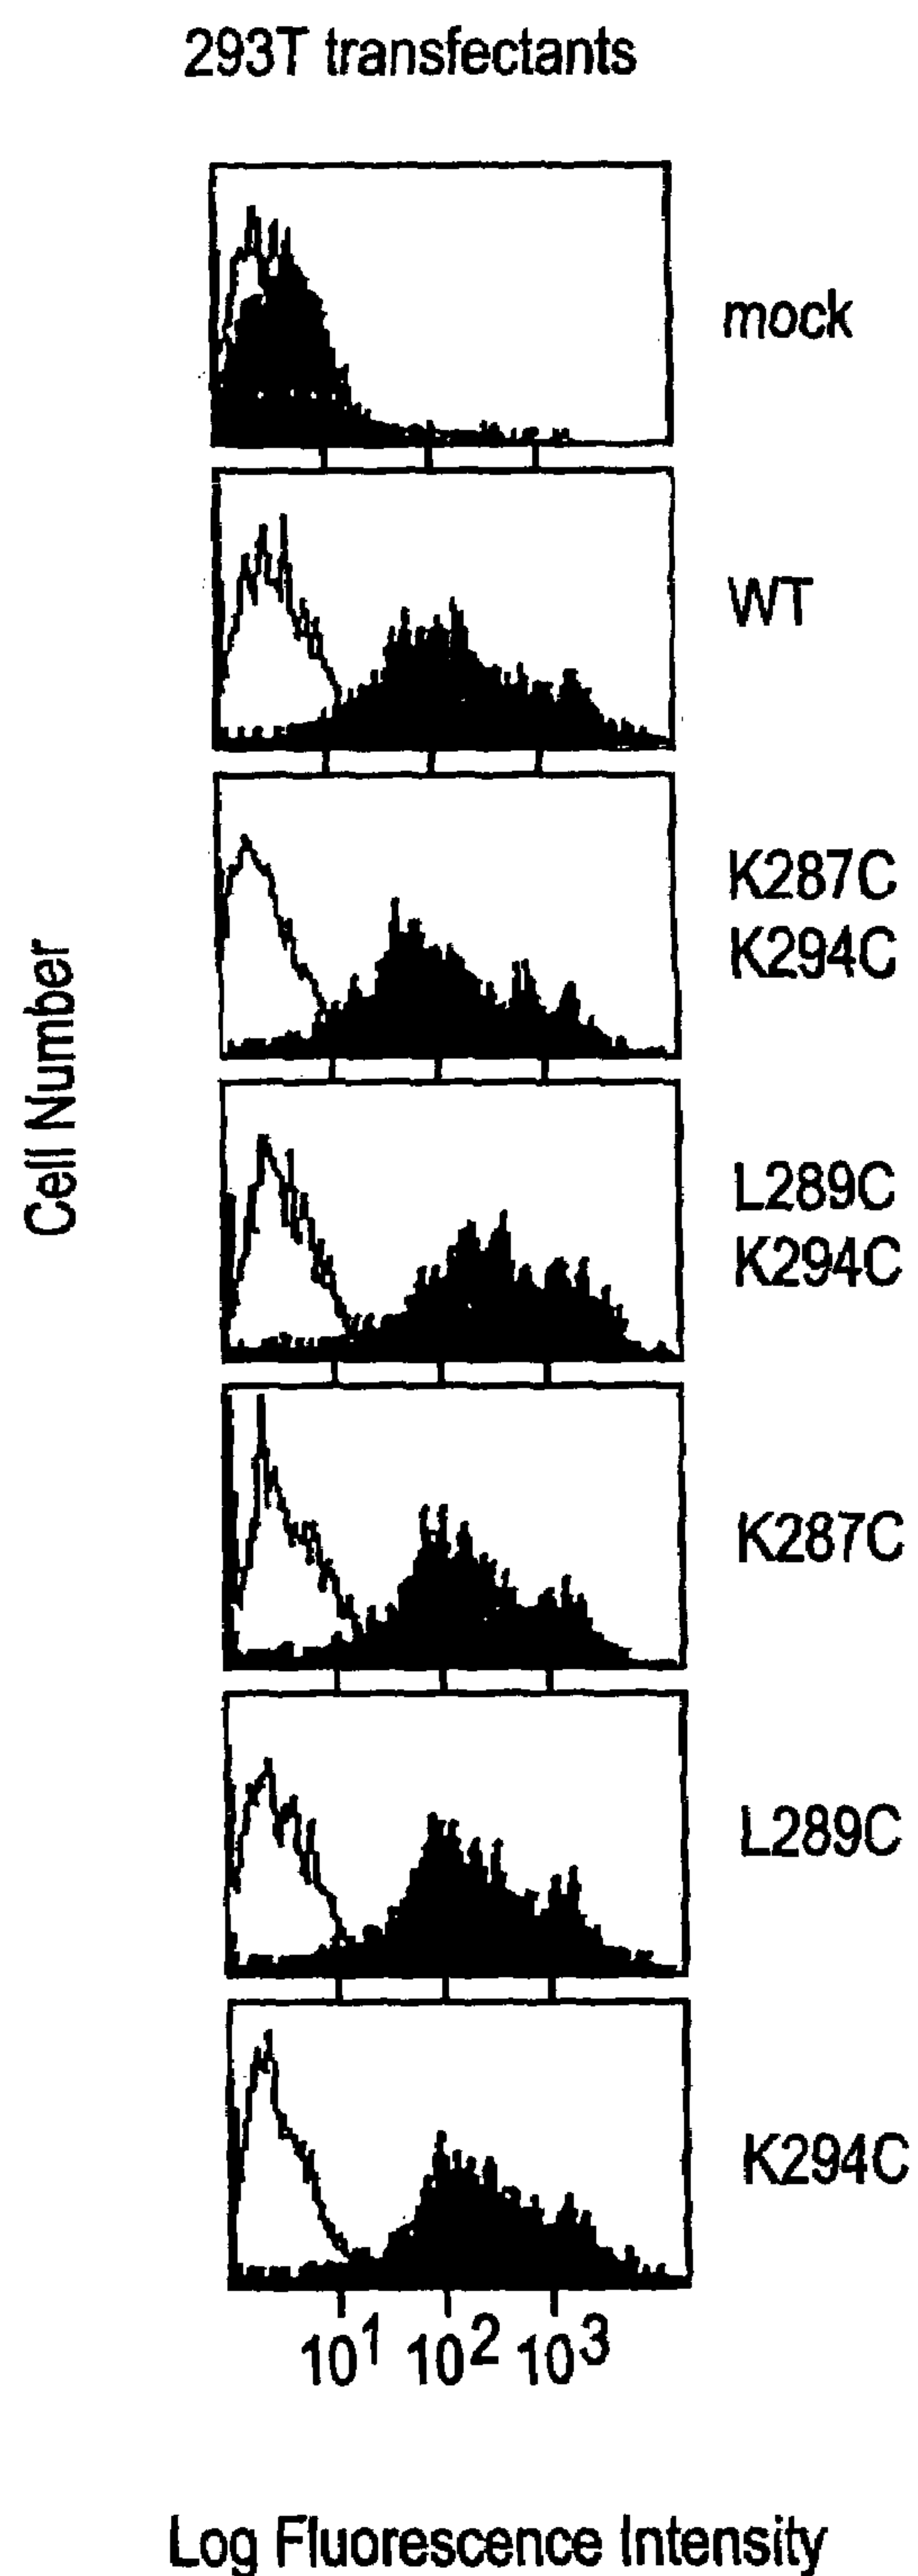 293T transfectants
mock
WT
K287C
K294C
L289C
K294C
K287C
L289C
K294C
Cell Number
10¹ 10² 10³
Log Fluorescence Intensity